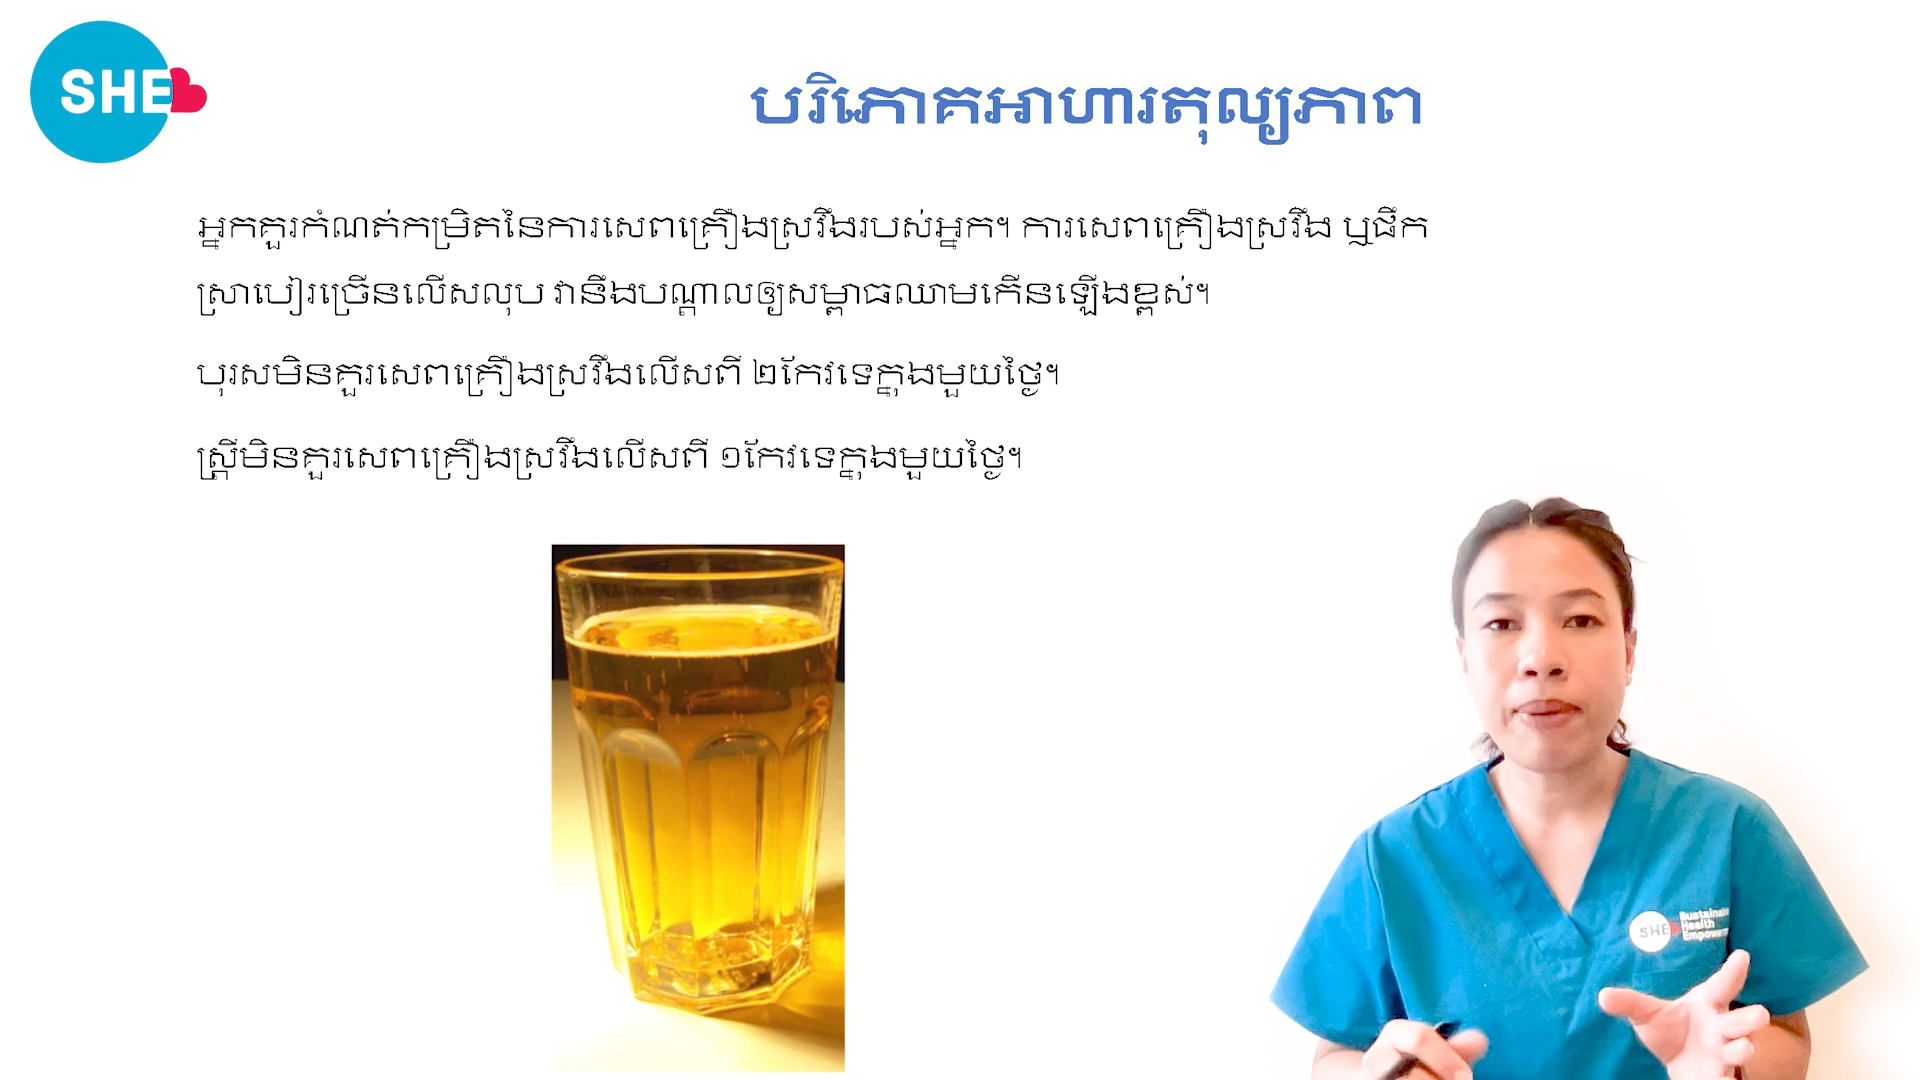 SHE
បរិភោគអាហារតុល្យភាព
អ្នកគួរកំណត់កម្រិតនៃការសេពគ្រឿងស្រវឹងរបស់អ្នក។ ការសេពគ្រឿងស្រវឹង ឬផឹក
ស្រាបៀរច្រើនលើសលុប វានឹងបណ្តាលឲ្យសម្ពាធឈាមកើនឡើងខ្ពស់។
បុរសមិនគួរសេពគ្រឿងស្រវឹងលើសពី ២កែវទេក្នុងមួយថ្ងៃ។
ស្ត្រីមិនគួរសេពគ្រឿងស្រវឹងលើសពី ១កែវទេក្នុងមួយថ្ងៃ។
SHE
Health